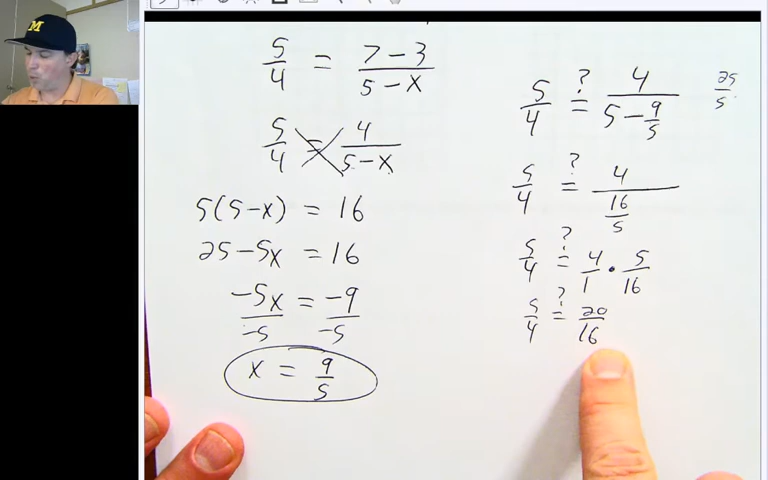 M
5/4 = (7-3)/(5-x)
5/4 = 4/(5-x)
5(5-x) = 16
25-5x = 16
-5x/-5 = -9/-5
x = 9/5
5/4 ?= 4/(5-9/5)
25/5
5/4 ?= 4/(16/5)
5/4 ?= 4/1 • 5/16
5/4 ?= 20/16